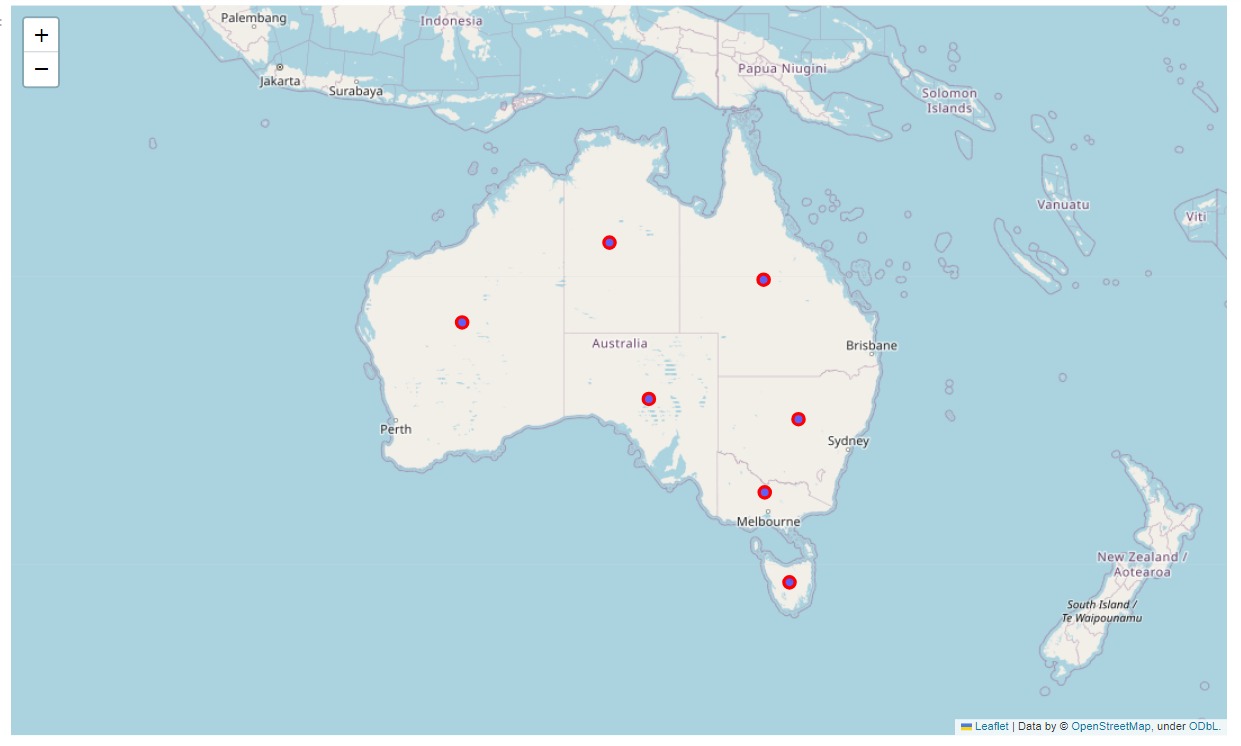 +
−
Palembang
Indonesia
Jakarta
Surabaya
Papua Niugini
Solomon
Islands
Vanuatu
Viti
Australia
Brisbane
Perth
Sydney
Melbourne
New Zealand /
Aotearoa
South Island /
Te Waipounamu
Leaflet | Data by © OpenStreetMap, under ODbL.